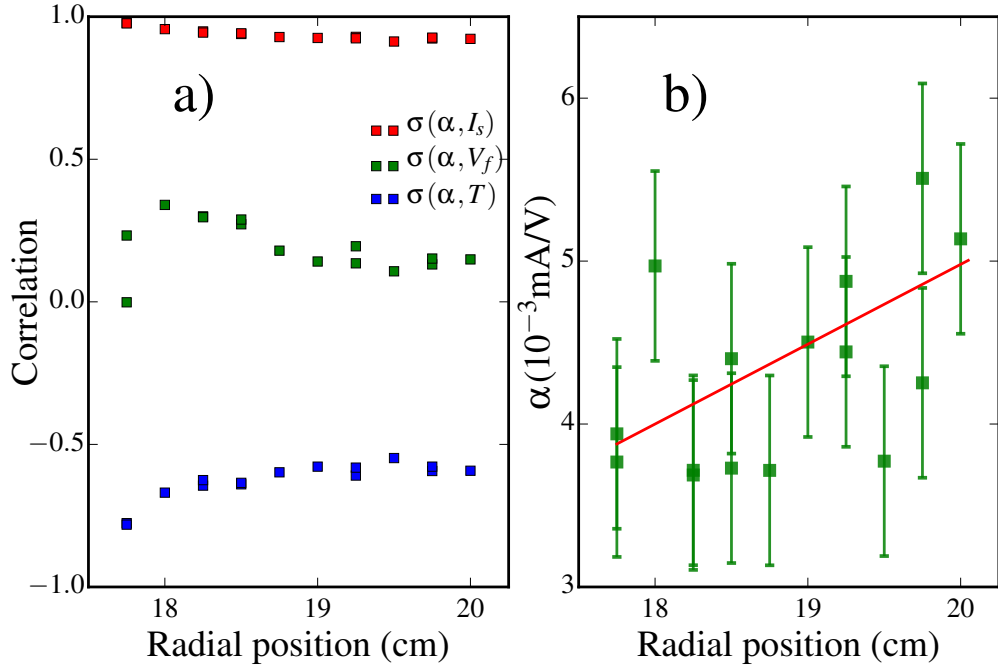 a)
1.0
0.5
0.0
−0.5
−1.0
Correlation
σ(α, I_s)
σ(α, V_f)
σ(α, T)
18
19
20
Radial position (cm)
b)
6
5
4
3
α(10⁻³mA/V)
18
19
20
Radial position (cm)